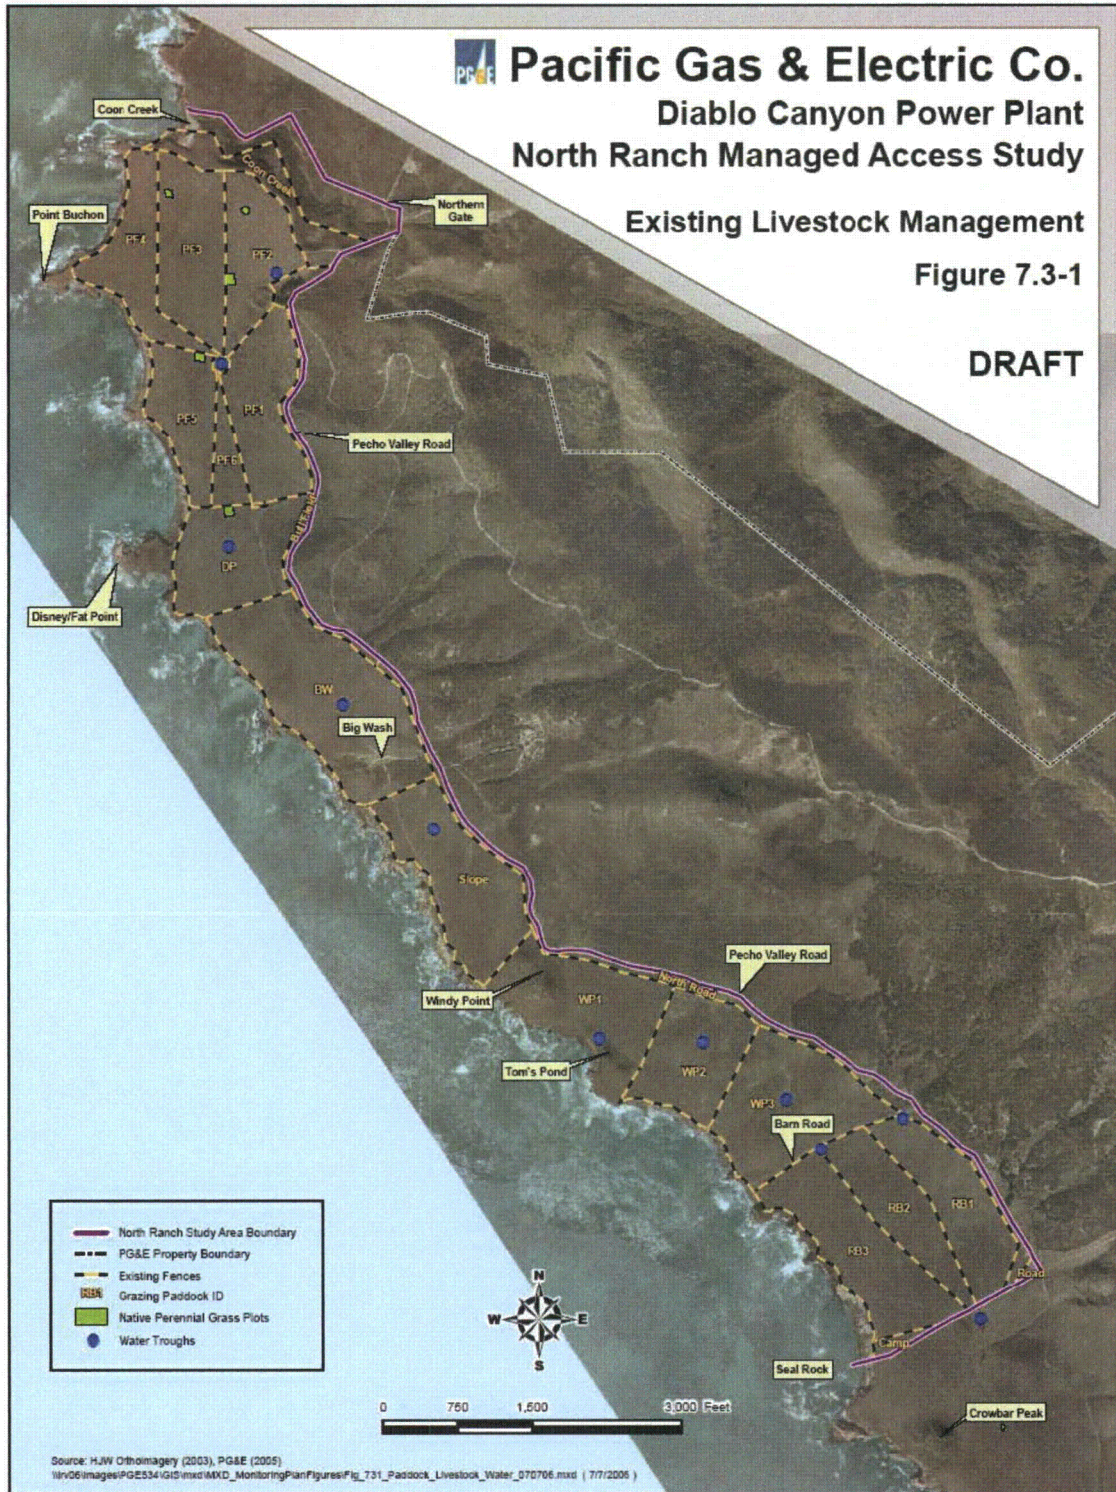 PG&E
Pacific Gas & Electric Co.
Diablo Canyon Power Plant
North Ranch Managed Access Study
Existing Livestock Management
Figure 7.3-1
DRAFT
Coon Creek
Coon Creek
Northern
Gate
Point Buchon
PF4
PF3
PF2
PF5
PF1
PF6
Pecho Valley Road
DP
Disney/Fat Point
BW
Big Wash
Slope
Pecho Valley Road
North Road
Windy Point
WP1
Tom's Pond
WP2
WP3
Barn Road
RB2
RB1
RB3
Road
Camp
Seal Rock
Crowbar Peak
North Ranch Study Area Boundary
PG&E Property Boundary
Existing Fences
RB1 Grazing Paddock ID
Native Perennial Grass Plots
Water Troughs
N
W E
S
0 750 1,500 3,000 Feet
Source: HJW Orthoimagery (2003), PG&E (2005)